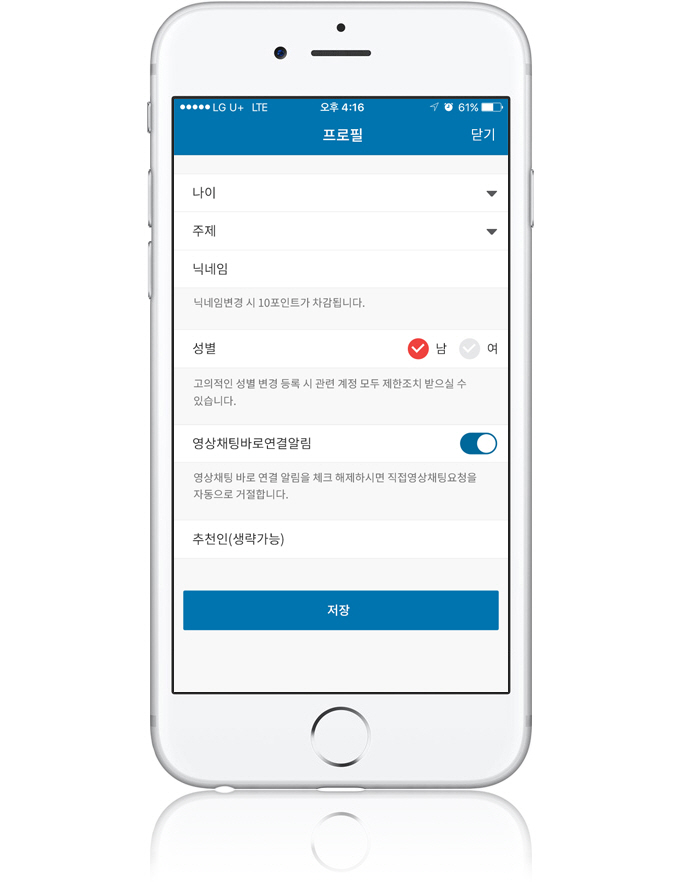 LG U+ LTE 오후 4:16 61%
프로필 닫기
나이
주제
닉네임
닉네임변경 시 10포인트가 차감됩니다.
성별 남 여
고의적인 성별 변경 등록 시 관련 계정 모두 제한조치 받으실 수
있습니다.
영상채팅바로연결알림
영상채팅 바로 연결 알림을 체크 해제하시면 직접영상채팅요청을
자동으로 거절합니다.
추천인(생략가능)
저장